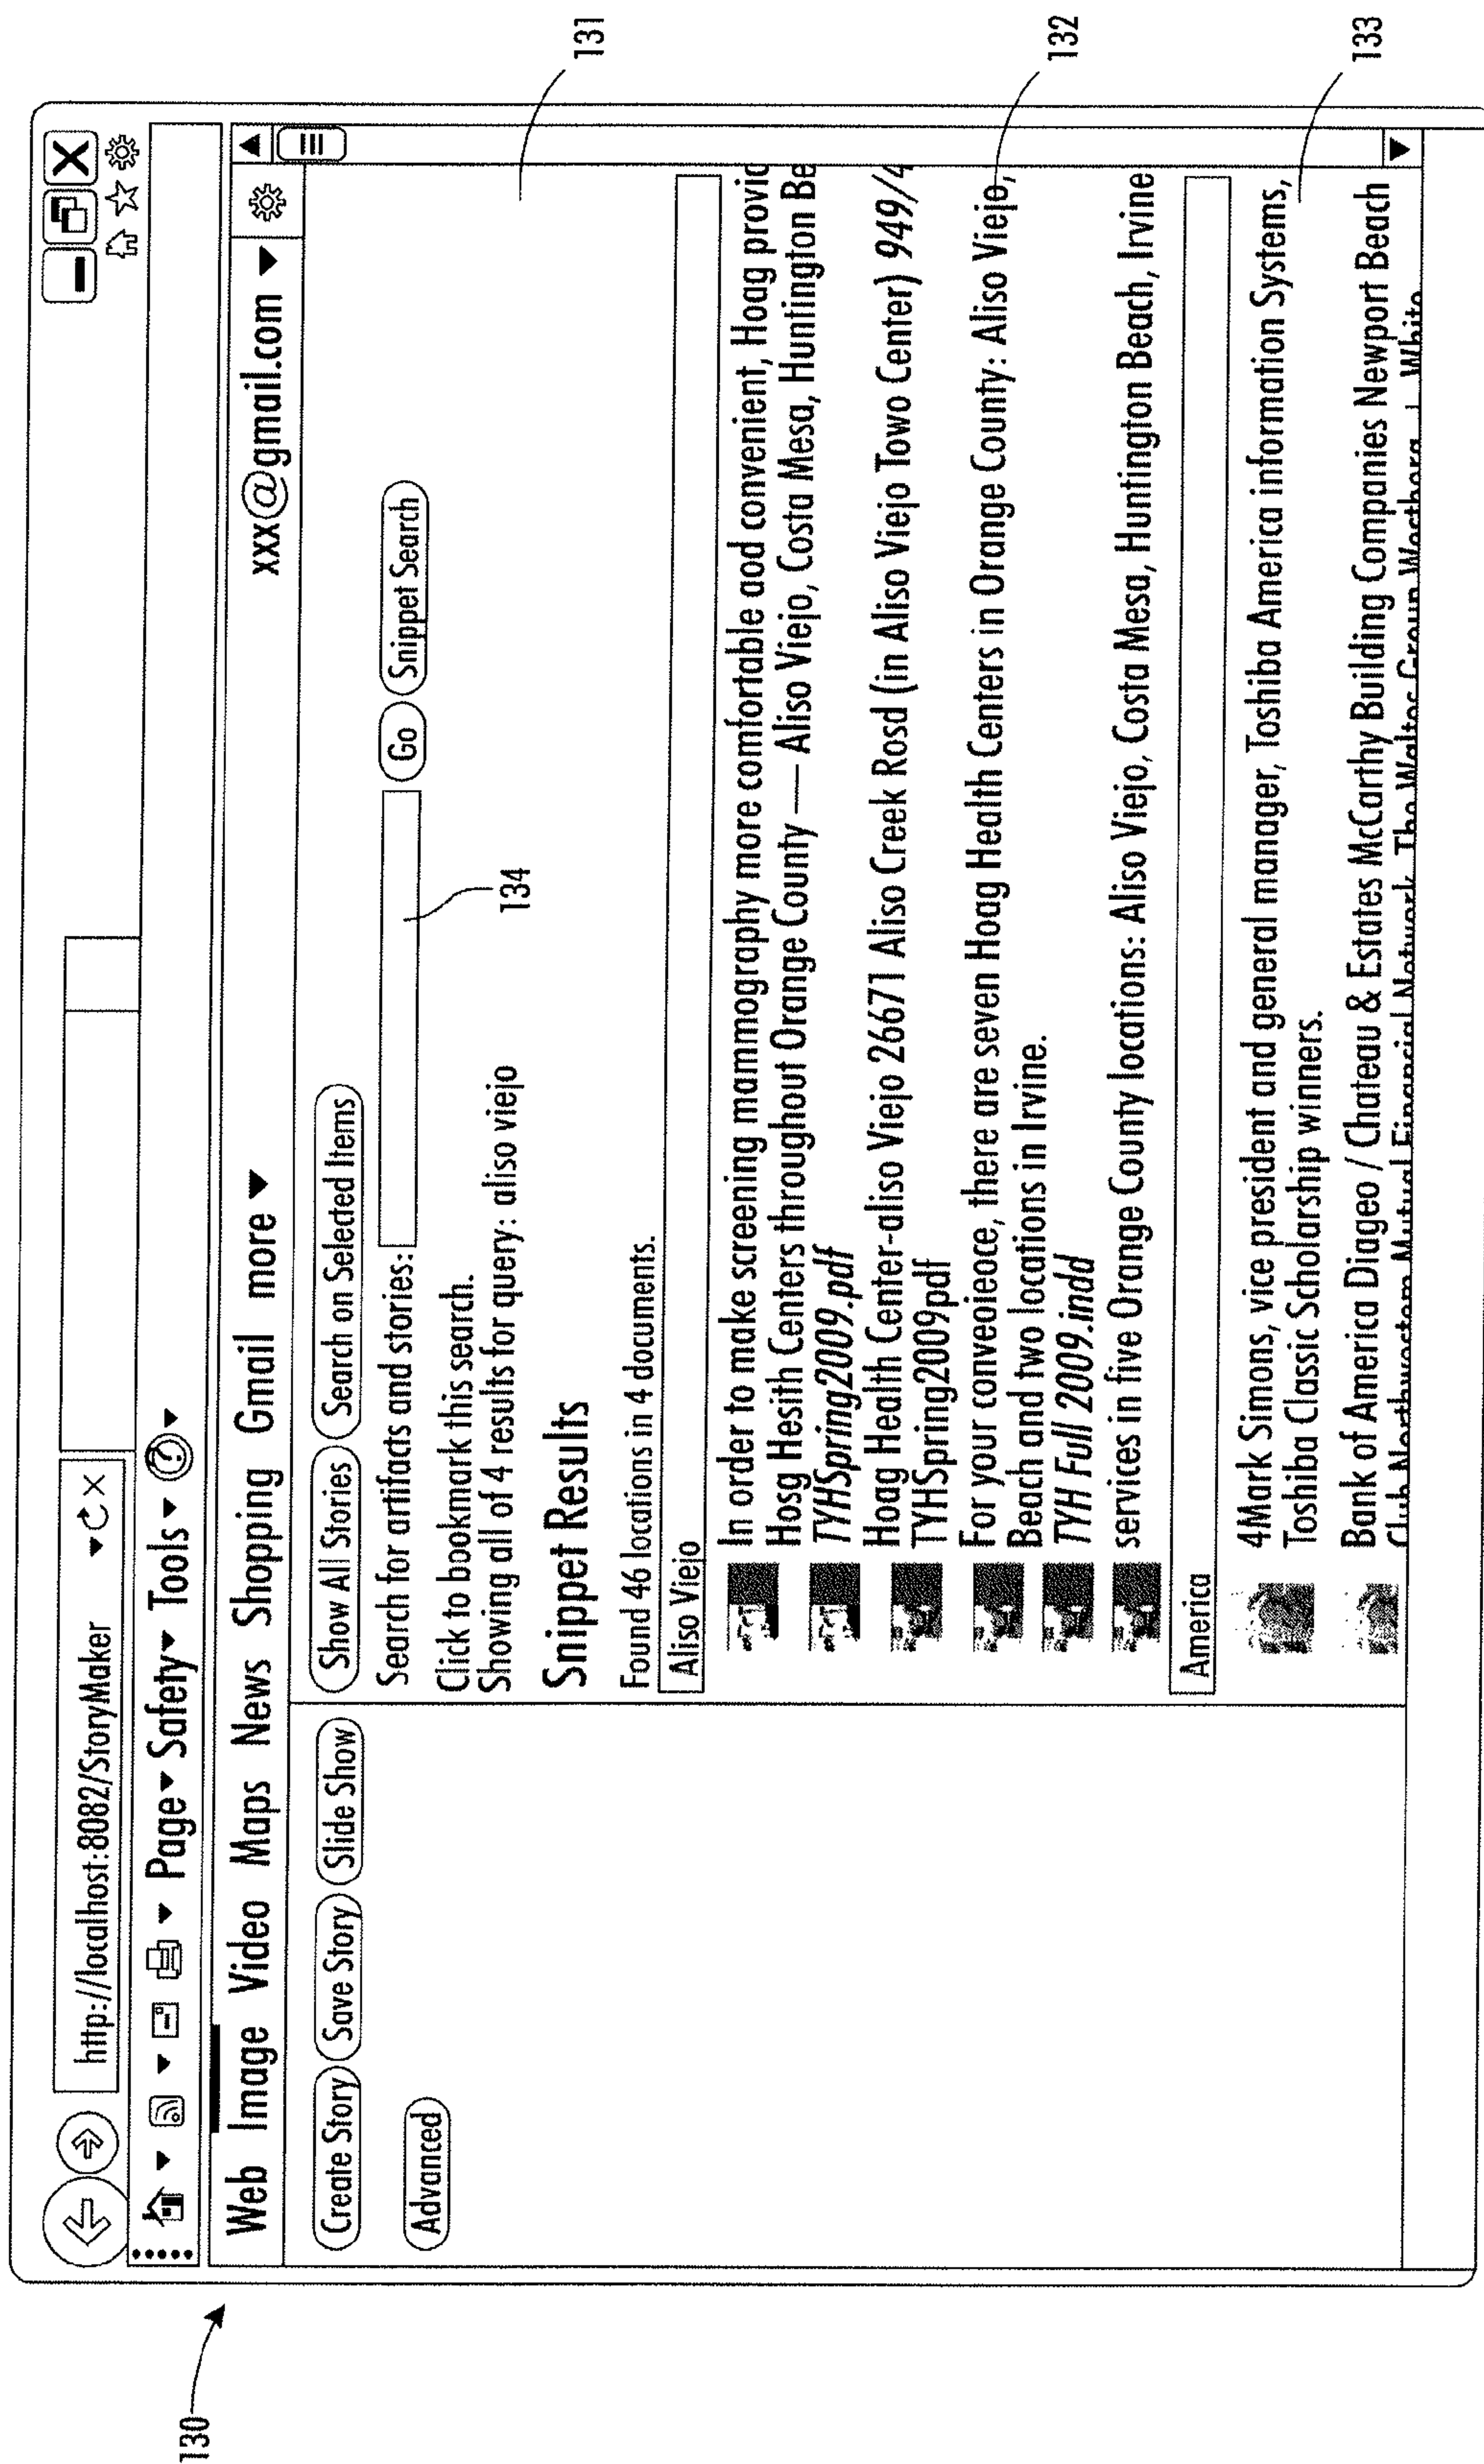 130
http://localhost:8082/StoryMaker
Page Safety Tools
Web Image Video Maps News Shopping Gmail more xxx@gmail.com
Create Story Save Story Slide Show
Advanced
Show All Stories Search on Seleded Items
Search for artifacts and stories: Go Snippet Search
134
Click to bookmark this search.
Showing all of 4 results for query: aliso viejo
131
Snippet Results
Found 46 locations in 4 documents.
Aliso Viejo
In order to make screening mammography more comfortable aod convenient, Hoag provid
Hosg Hesith Centers throughout Orange County — Aliso Viejo, Costa Mesa, Huntington Be
TYHSpring2009.pdf
Hoag Health Center-aliso Viejo 26671 Aliso Creek Rosd (in Aliso Viejo Towo Center) 949/4
TYHSpring2009pdf
For your conveoieoce, there are seven Hoag Health Centers in Orange County: Aliso Viejo,
132
Beach and two locations in Irvine.
TYH Full 2009.indd
services in five Orange County locations: Aliso Viejo, Costa Mesa, Huntington Beach, Irvine
America
4Mark Simons, vice president and general manager, Toshiba America information Systems,
Toshiba Classic Scholarship winners.
133
Bank of America Diageo / Chateau & Estates McCarthy Building Companies Newport Beach
Club Northwestern Mutual Financial Network The Group White